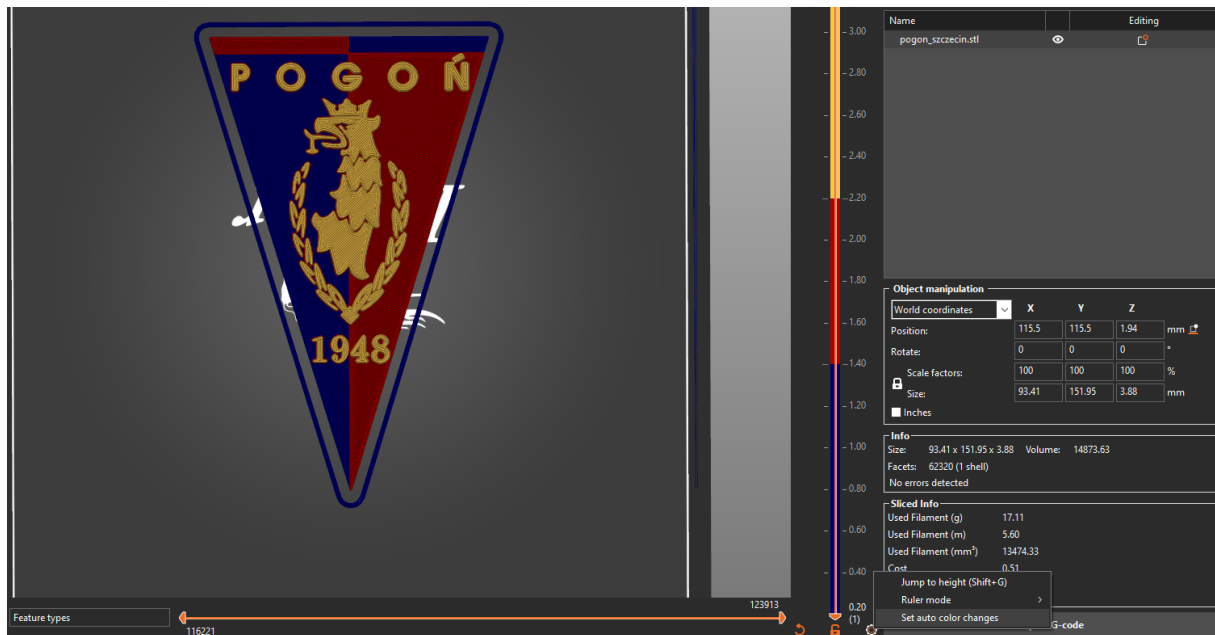 POGOŃ
1948
3.00
2.80
2.60
2.40
2.20
2.00
1.80
1.60
1.40
1.20
1.00
0.80
0.60
0.40
0.20
(1)
Feature types
116221
123913
Name Editing
pogon_szczecin.stl
Object manipulation
World coordinates X Y Z
Position: 115.5 115.5 1.94 mm
Rotate: 0 0 0 °
Scale factors: 100 100 100 %
Size: 93.41 151.95 3.88 mm
Inches
Info
Size: 93.41 x 151.95 x 3.88 Volume: 14873.63
Facets: 62320 (1 shell)
No errors detected
Sliced Info
Used Filament (g) 17.11
Used Filament (m) 5.60
Used Filament (mm³) 13474.33
Cost 0.51
Jump to height (Shift+G)
Ruler mode >
Set auto color changes
G-code